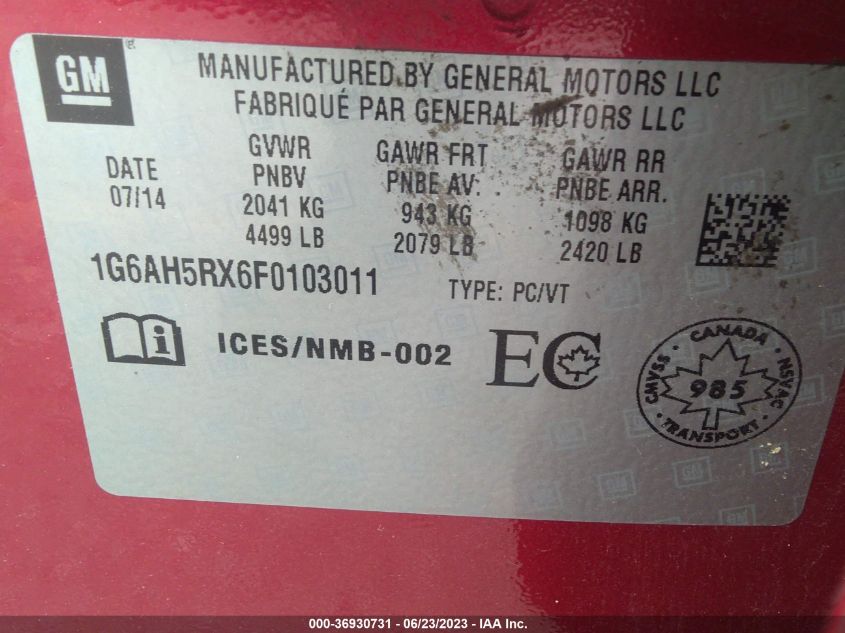 GM
MANUFACTURED BY GENERAL MOTORS LLC
FABRIQUÉ PAR GENERAL MOTORS LLC
DATE
07/14
GVWR
PNBV
2041 KG
4499 LB
GAWR FRT
PNBE AV.
943 KG
2079 LB
GAWR RR
PNBE ARR.
1098 KG
2420 LB
1G6AH5RX6F0103011
TYPE: PC/VT
i
ICES/NMB-002
EC
CANADA
CMVSS
985
NSVAC
TRANSPORT
000-36930731 - 06/23/2023 - IAA Inc.